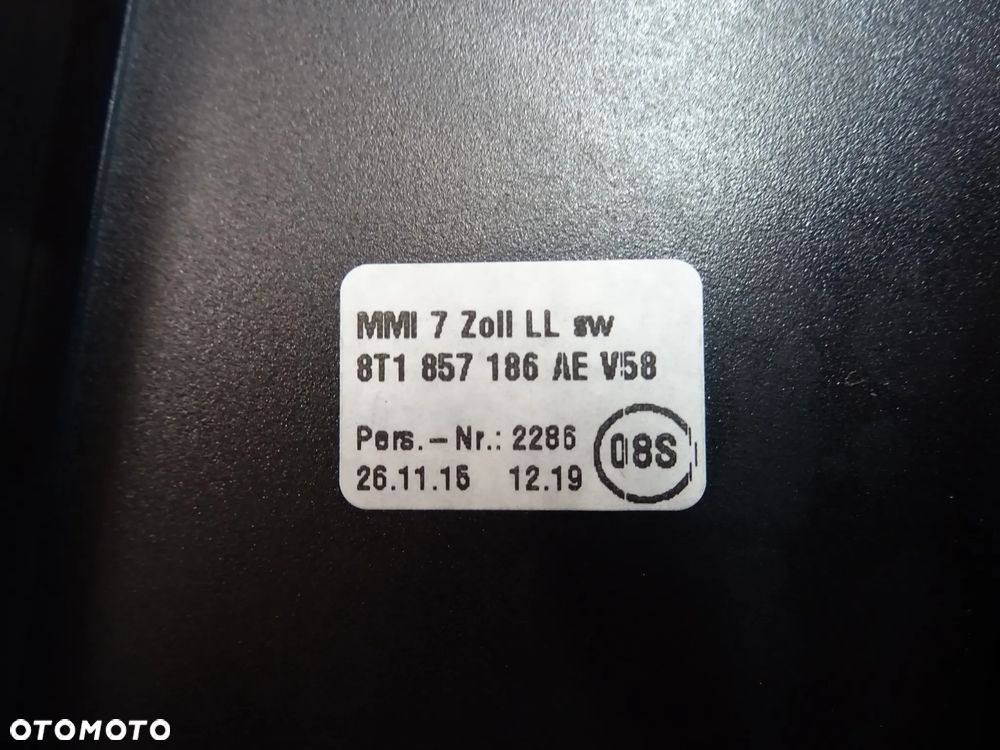 MMI 7 Zoll LL sw
8T1 857 186 AE V58
Pers.-Nr.: 2286
08S
26.11.15 12.19
OTOMOTO